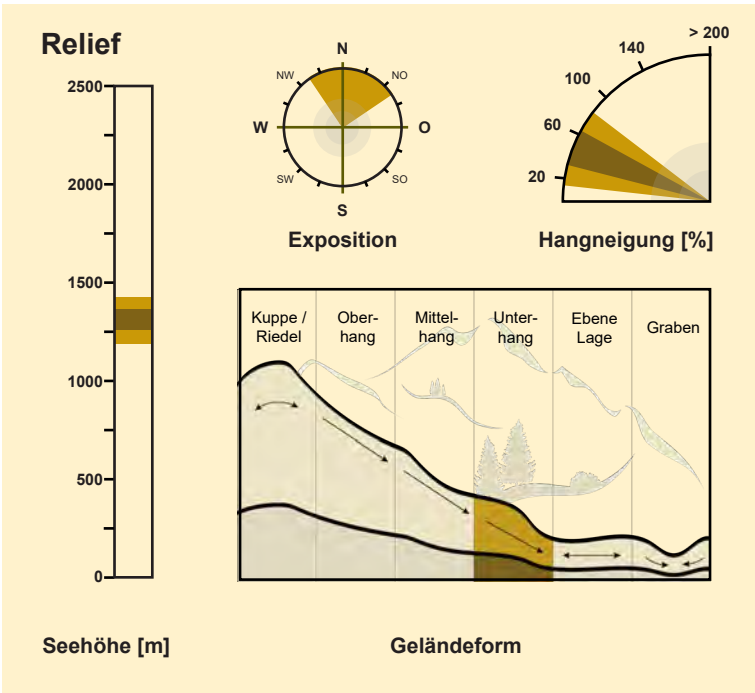 Relief
2500
2000
1500
1000
500
0
Seehöhe [m]
N
NW
NO
W
O
SW
SO
S
Exposition
> 200
140
100
60
20
Hangneigung [%]
Kuppe /
Riedel
Ober-
hang
Mittel-
hang
Unter-
hang
Ebene
Lage
Graben
Geländeform